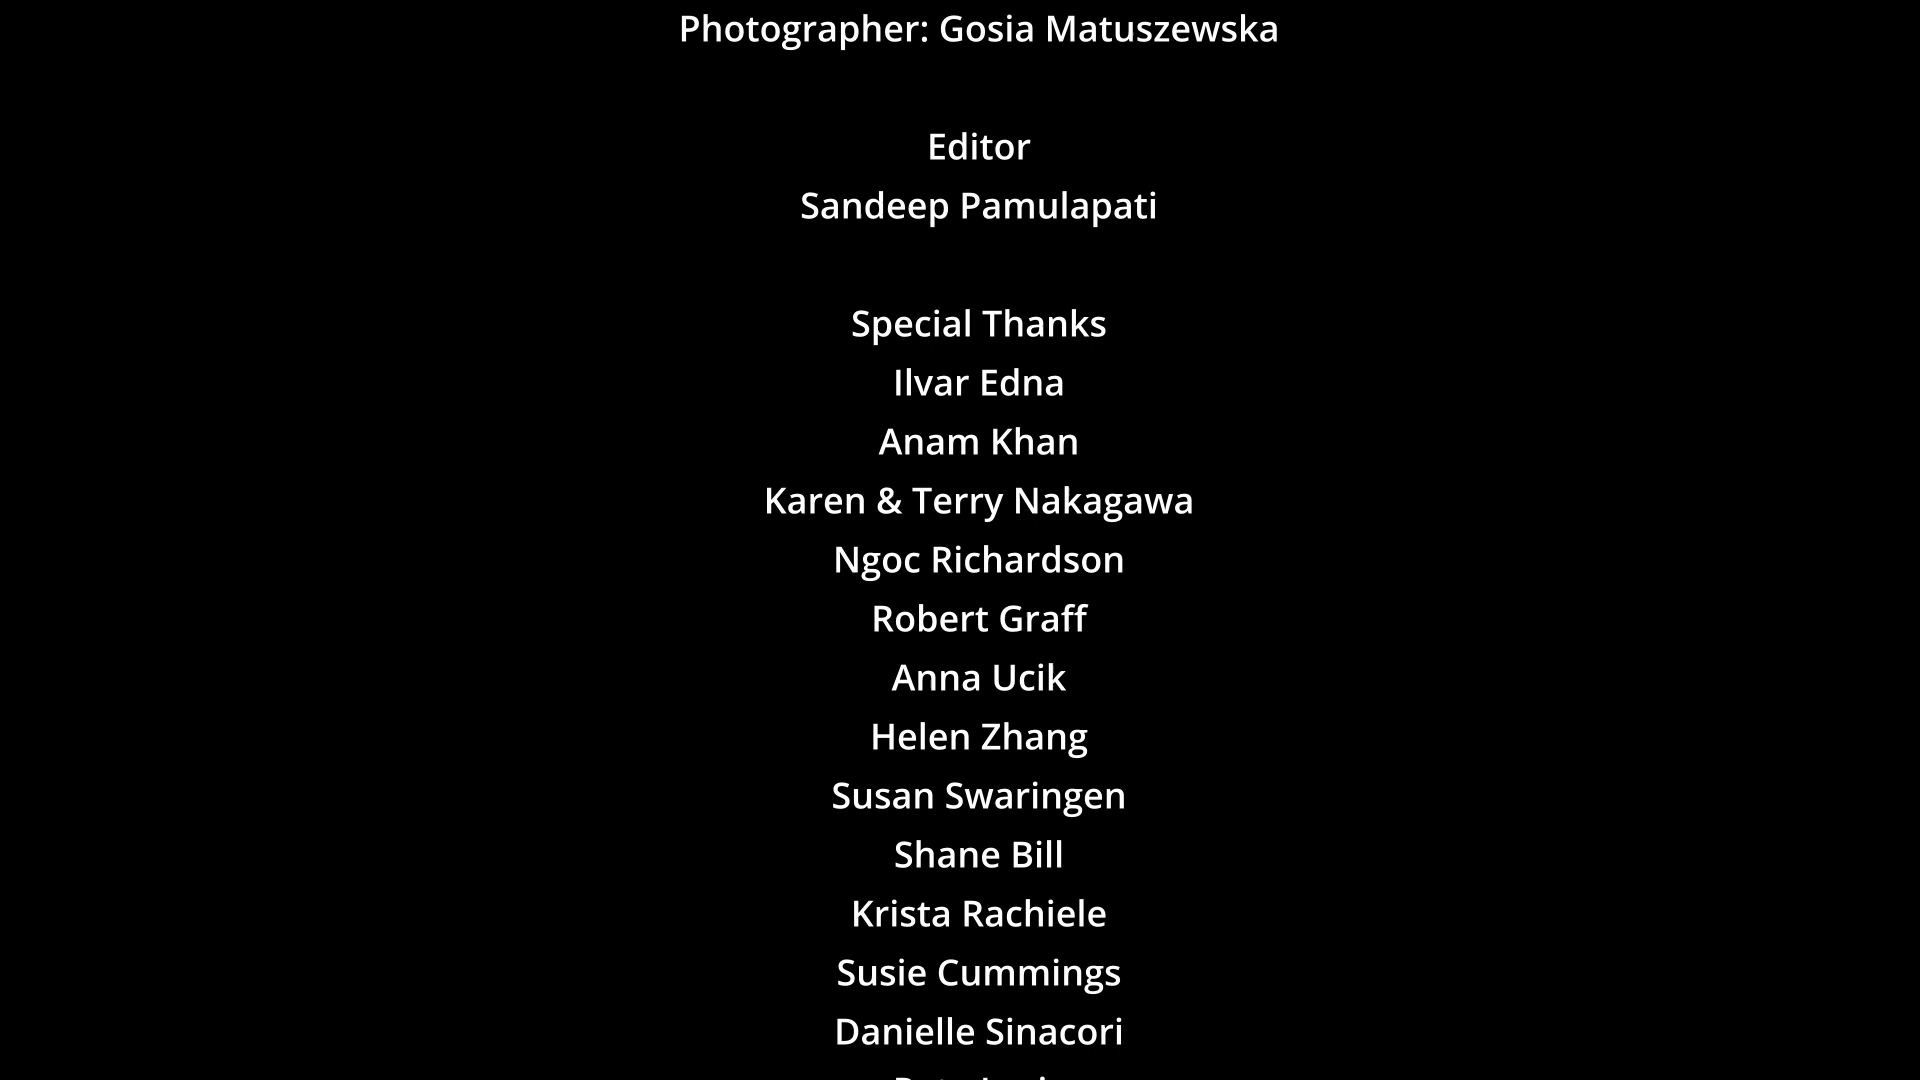 Photographer: Gosia Matuszewska
Editor
Sandeep Pamulapati
Special Thanks
Ilvar Edna
Anam Khan
Karen & Terry Nakagawa
Ngoc Richardson
Robert Graff
Anna Ucik
Helen Zhang
Susan Swaringen
Shane Bill
Krista Rachiele
Susie Cummings
Danielle Sinacori